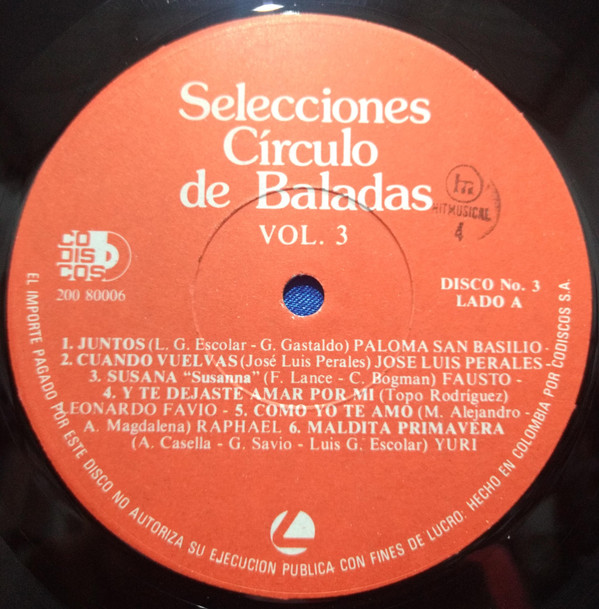 Selecciones
Círculo
de Baladas
VOL. 3
HITMUSICAL
4
CO
DIS
COS
200 80006
DISCO No. 3
LADO A
1. JUNTOS (L. G. Escolar - G. Gastaldo) PALOMA SAN BASILIO -
2. CUANDO VUELVAS (José Luis Perales) JOSE LUIS PERALES -
3. SUSANA "Susanna" (F. Lance - C. Bogman) FAUSTO -
4. Y TE DEJASTE AMAR POR MI (Topo Rodríguez)
LEONARDO FAVIO - 5. COMO YO TE AMO (M. Alejandro -
A. Magdalena) RAPHAEL 6. MALDITA PRIMAVERA
(A. Casella - G. Savio - Luis G. Escolar) YURI
EL IMPORTE PAGADO POR ESTE DISCO NO AUTORIZA SU EJECUCION PUBLICA CON FINES DE LUCRO. HECHO EN COLOMBIA POR CODISCOS S.A.